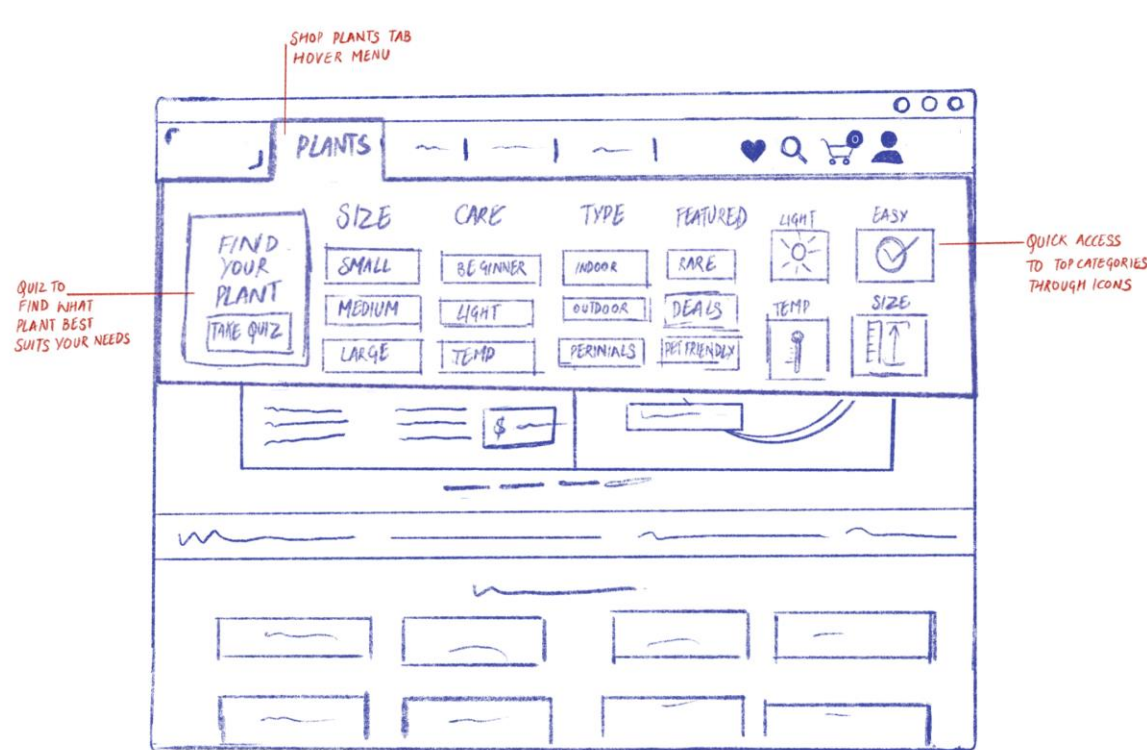 SHOP PLANTS TAB
HOVER MENU
PLANTS
0
QUIZ TO
FIND WHAT
PLANT BEST
SUITS YOUR NEEDS
FIND
YOUR
PLANT
TAKE QUIZ
SIZE
SMALL
MEDIUM
LARGE
CARE
BEGINNER
LIGHT
TEMP
TYPE
INDOOR
OUTDOOR
PERINIALS
FEATURED
RARE
DEALS
PET FRIENDLY
LIGHT
EASY
TEMP
SIZE
QUICK ACCESS
TO TOP CATEGORIES
THROUGH ICONS
$